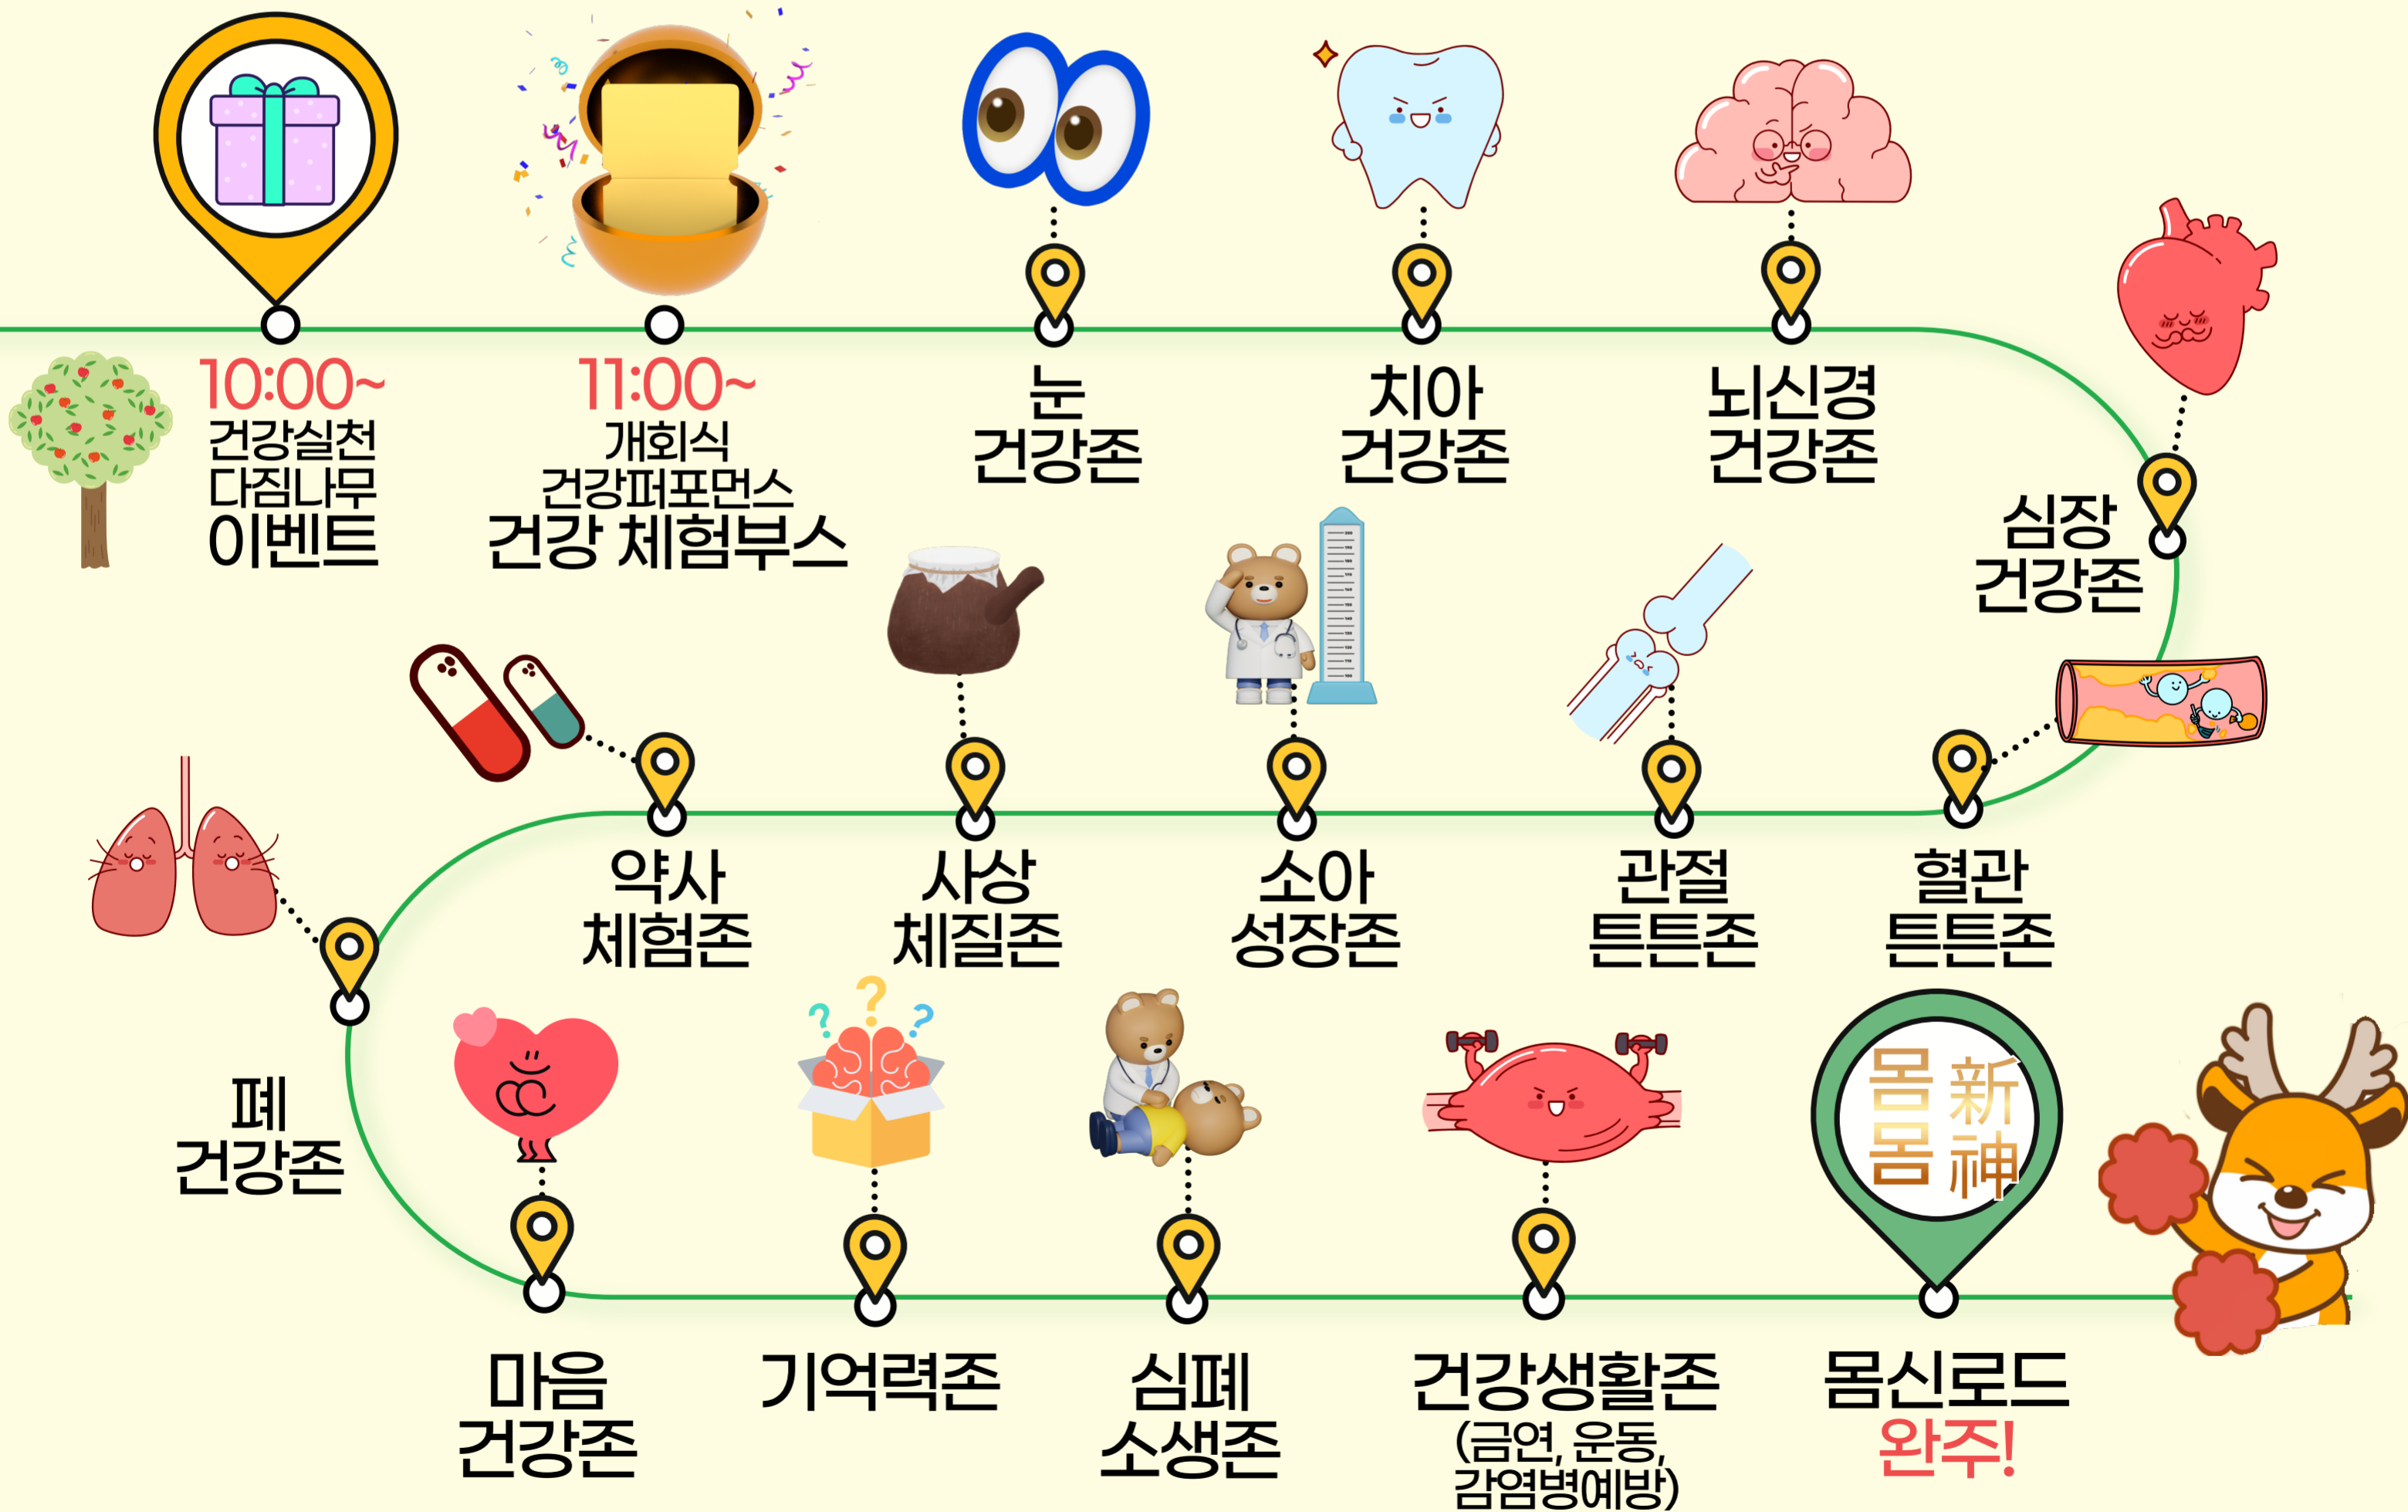 10:00~
건강실천
다짐나무
이벤트
11:00~
개회식
건강퍼포먼스
건강 체험부스
눈
건강존
치아
건강존
뇌신경
건강존
심장
건강존
혈관
튼튼존
관절
튼튼존
소아
성장존
사상
체질존
약사
체험존
폐
건강존
마음
건강존
?
?
?
기억력존
심폐
소생존
건강생활존
(금연, 운동,
감염병예방)
몸 新
몸 神
몸신로드
완주!